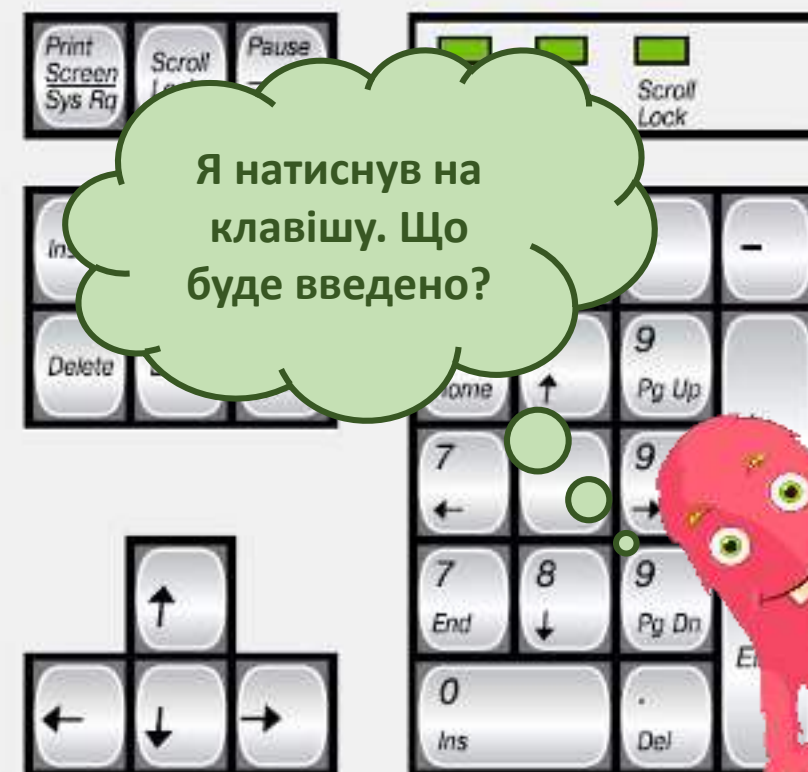 Print
Screen
Sys Rq
Scroll
Pause
Scroll
Lock
Я натиснув на
клавішу. Що
буде введено?
-
Delete
9
Pg Up
7
9
7
End
8
9
Pg Dn
0
Ins
.
Del